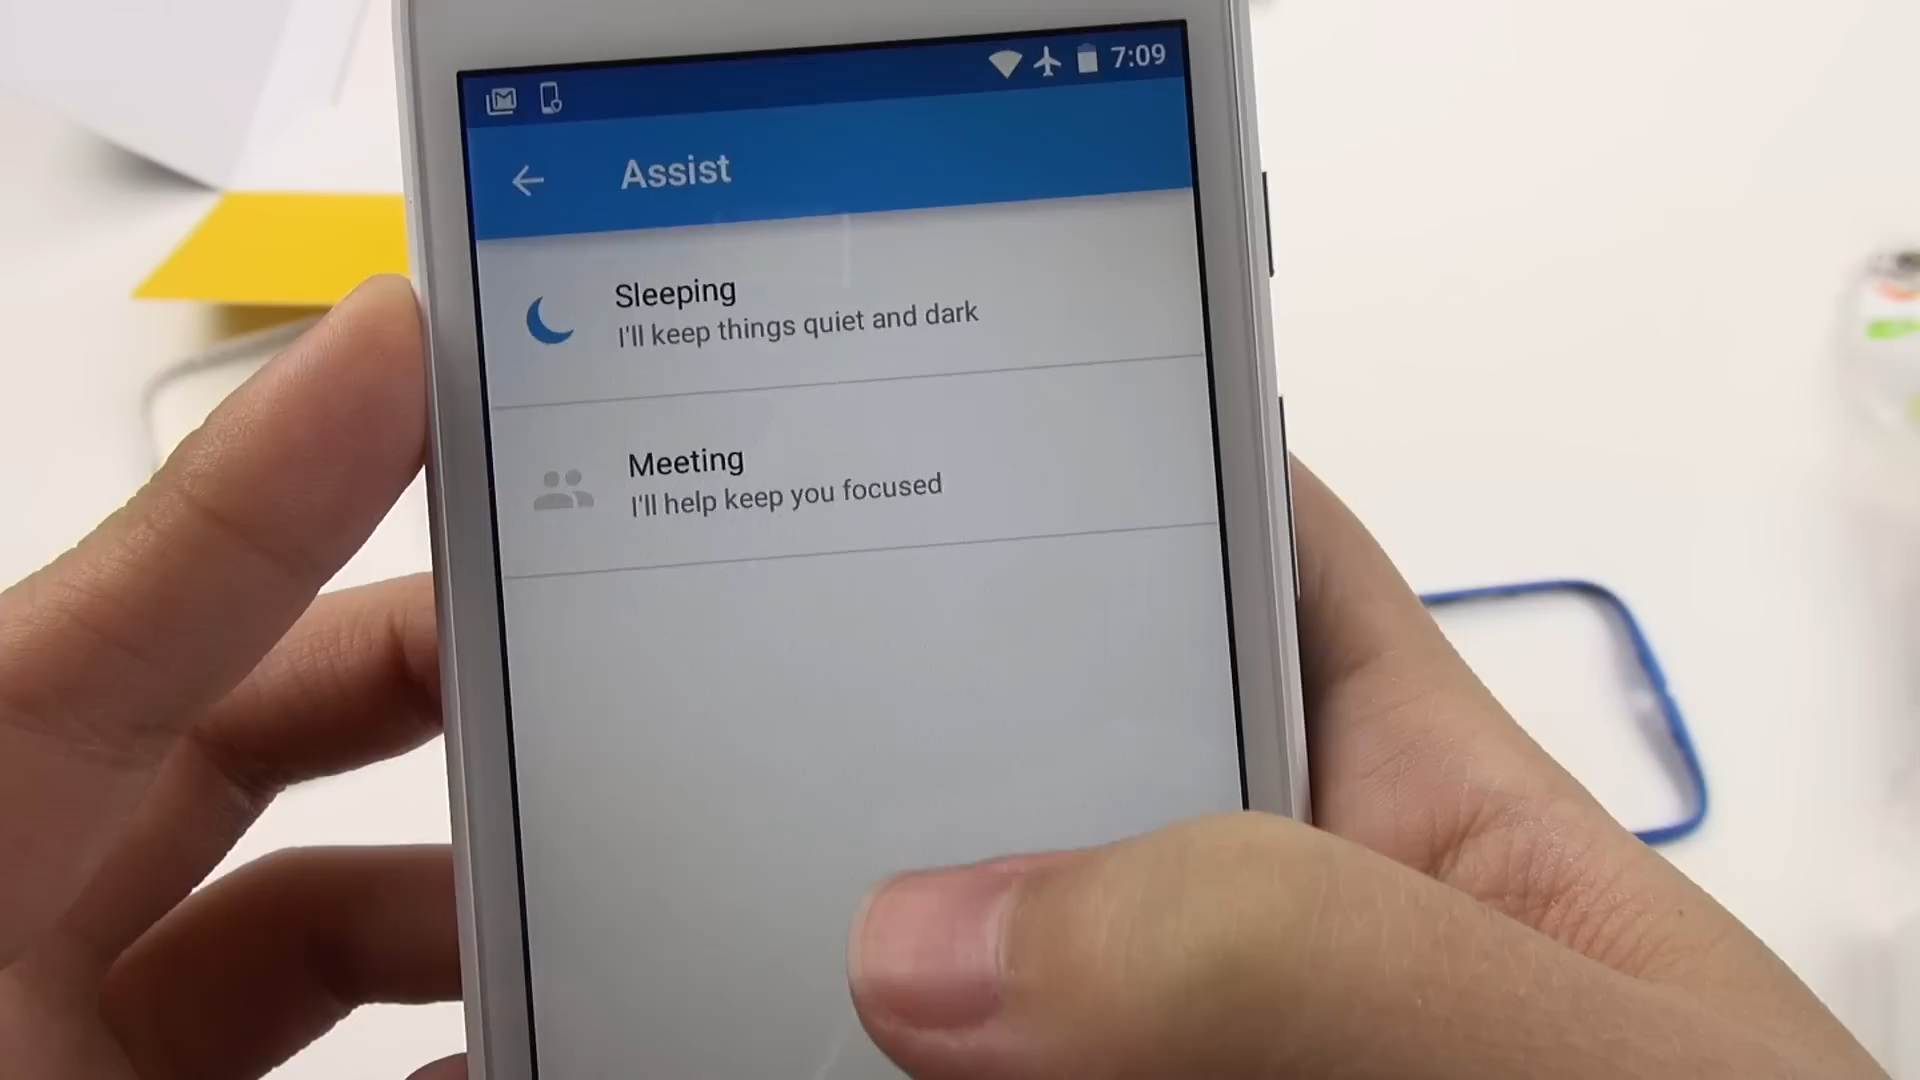 7:09
Assist
Sleeping
I'll keep things quiet and dark
Meeting
I'll help keep you focused